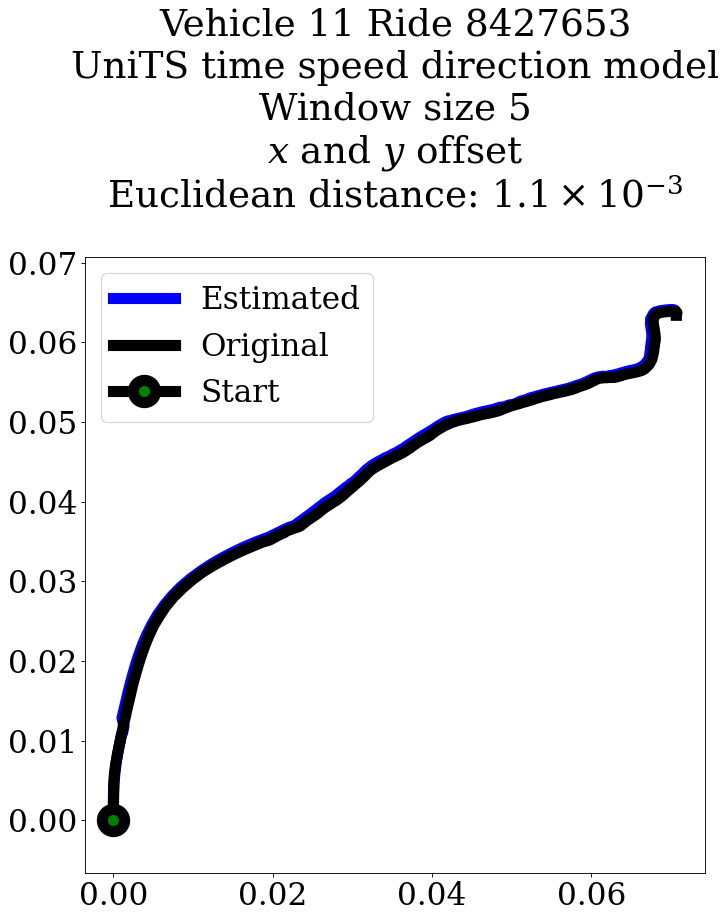 Vehicle 11 Ride 8427653
UniTS time speed direction model
Window size 5
x and y offset
Euclidean distance: 1.1 × 10⁻³
0.07
Estimated
0.06
Original
Start
0.05
0.04
0.03
0.02
0.01
0.00
0.00 0.02 0.04 0.06